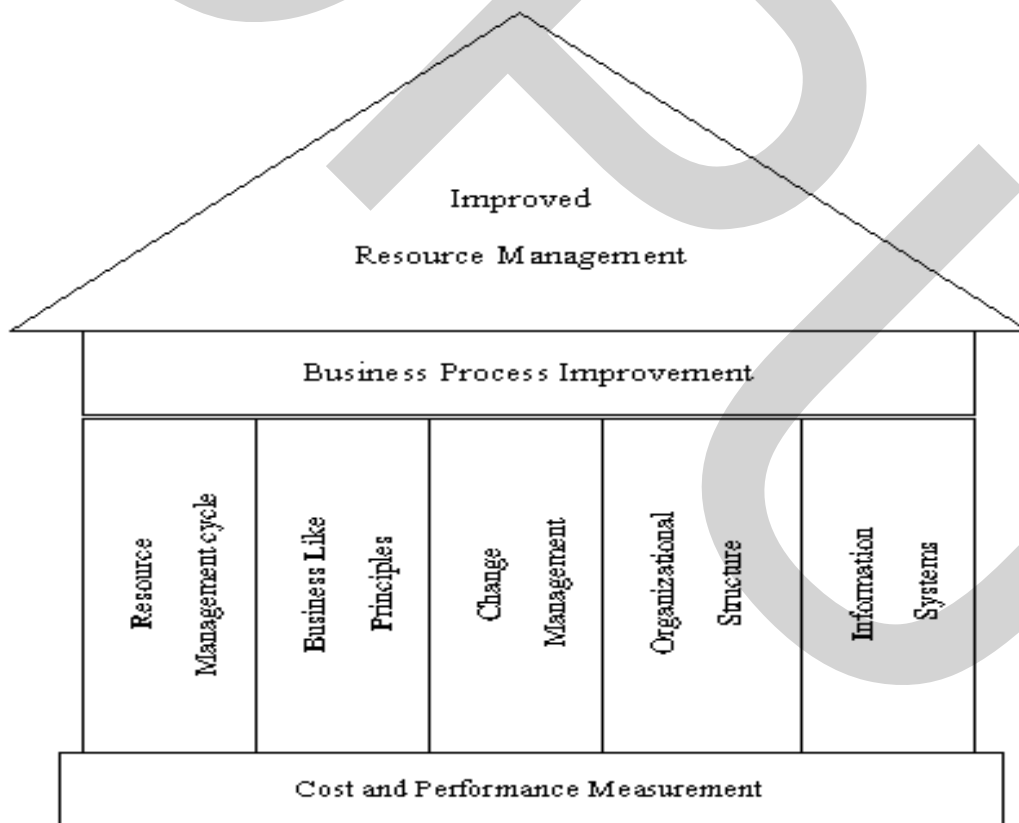 Improved
Resource Management
Business Process Improvement
Resource
Management cycle
Business Like
Principles
Change
Management
Organizational
Structure
Information
Systems
Cost and Performance Measurement